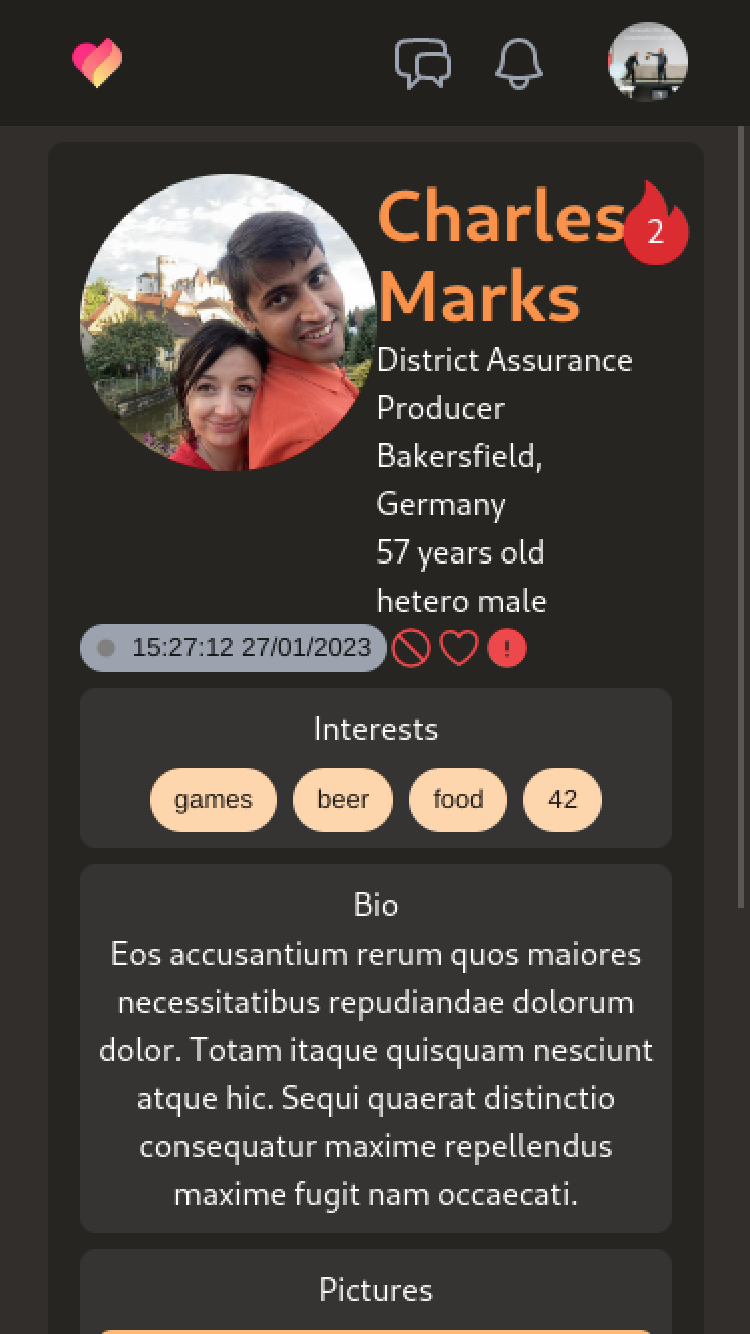 Charles
2
Marks
District Assurance
Producer
Bakersfield,
Germany
57 years old
hetero male
15:27:12 27/01/2023
!
Interests
games beer food 42
Bio
Eos accusantium rerum quos maiores
necessitatibus repudiandae dolorum
dolor. Totam itaque quisquam nesciunt
atque hic. Sequi quaerat distinctio
consequatur maxime repellendus
maxime fugit nam occaecati.
Pictures